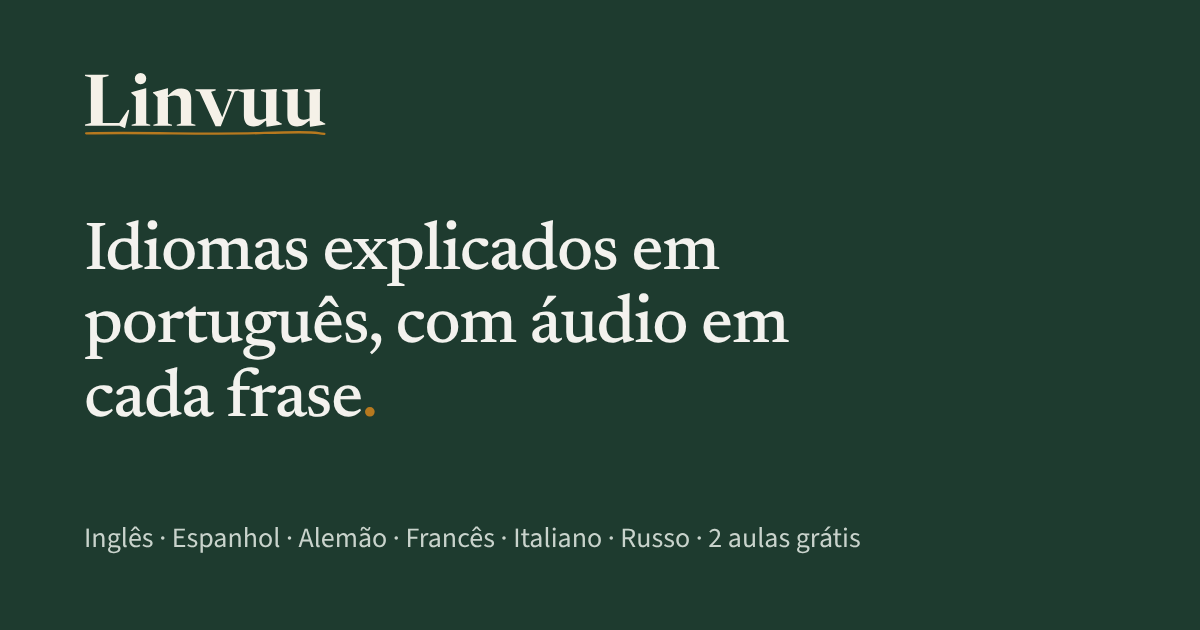 Linvuu
Idiomas explicados em
português, com áudio em
cada frase.
Inglês · Espanhol · Alemão · Francês · Italiano · Russo · 2 aulas grátis